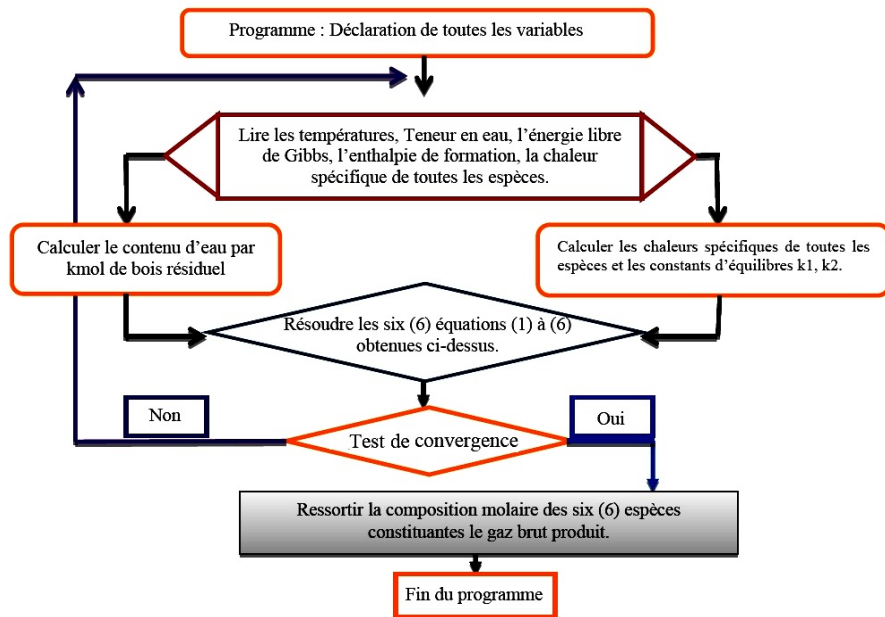 Programme : Déclaration de toutes les variables
Lire les températures, Teneur en eau, l'énergie libre
de Gibbs, l'enthalpie de formation, la chaleur
spécifique de toutes les espèces.
Calculer le contenu d'eau par
kmol de bois résiduel
Calculer les chaleurs spécifiques de toutes les
espèces et les constants d'équilibres k1, k2.
Résoudre les six (6) équations (1) à (6)
obtenues ci-dessus.
Non
Oui
Test de convergence
Ressortir la composition molaire des six (6) espèces
constituantes le gaz brut produit.
Fin du programme